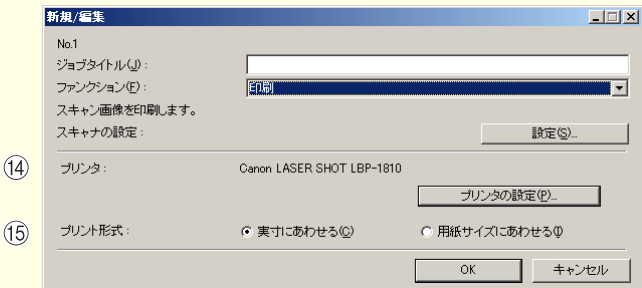 新規/編集
No.1
ジョブタイトル(J):
ファンクション(F): 印刷
スキャン画像を印刷します。
スキャナの設定: 設定(S)...
⑭ プリンタ: Canon LASER SHOT LBP-1810
プリンタの設定(P)...
⑮ プリント形式: 実寸にあわせる(C) 用紙サイズにあわせる(I)
OK キャンセル